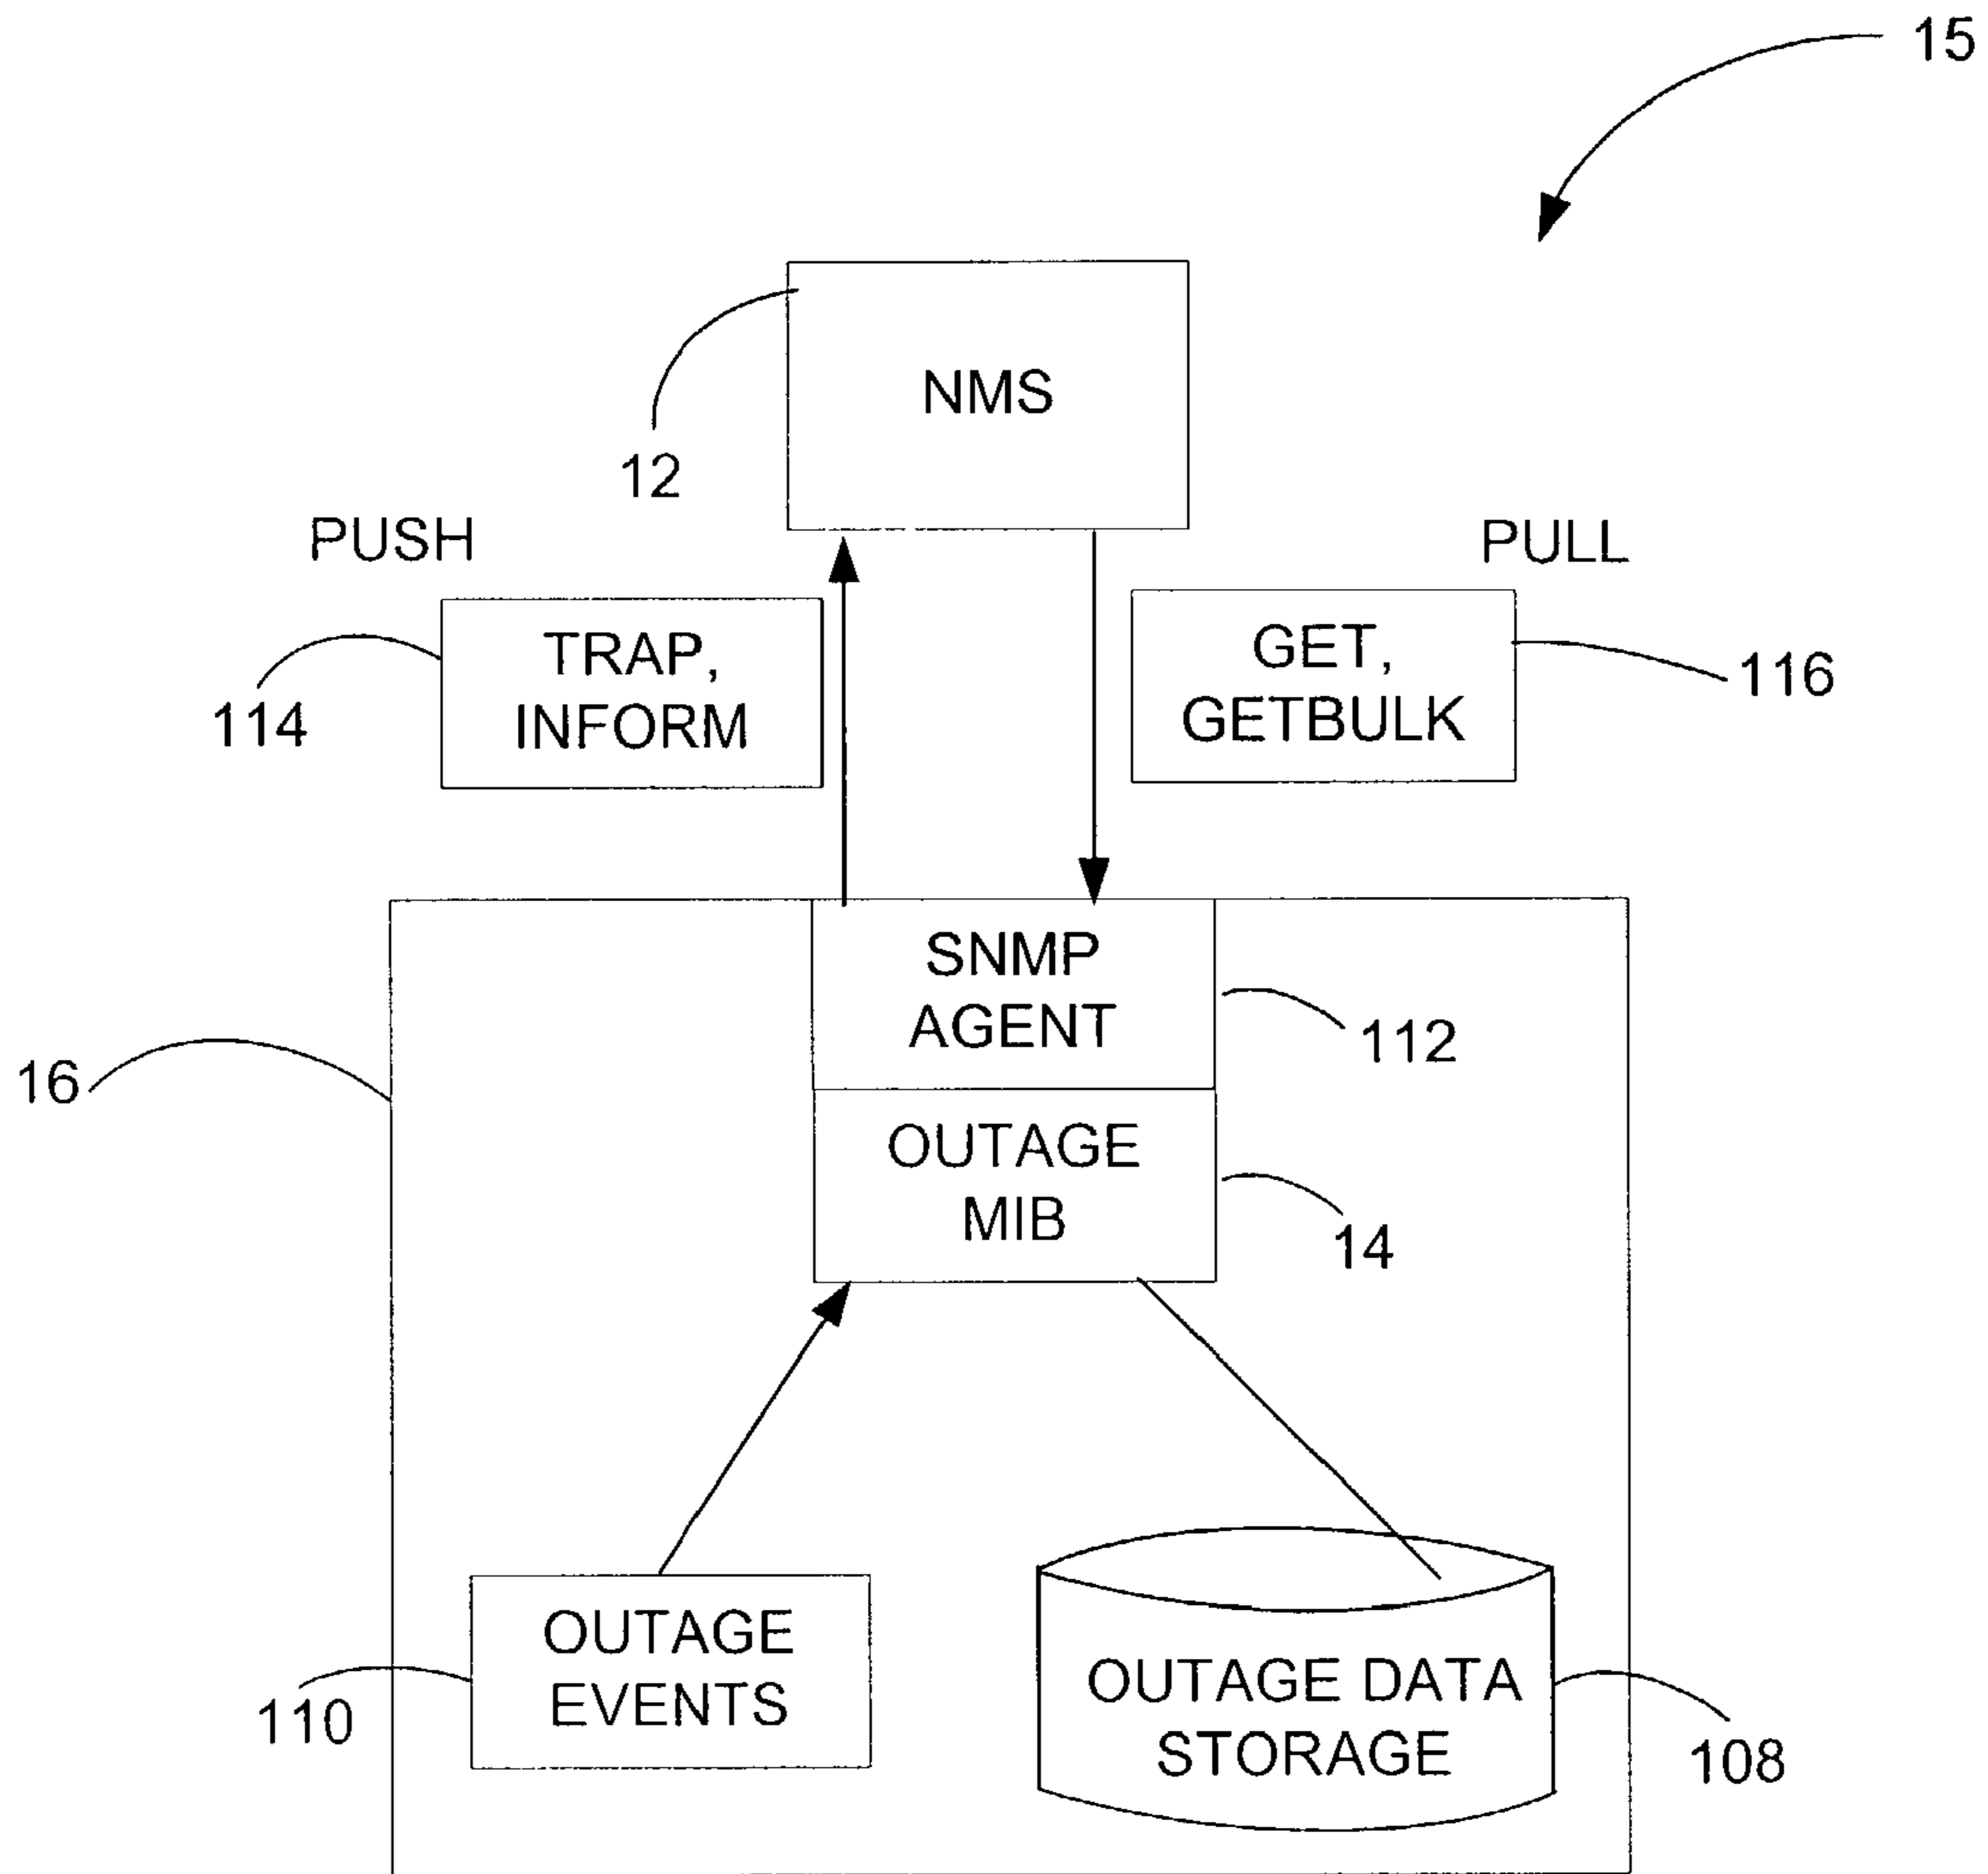 15
NMS
12
PUSH
PULL
TRAP,
INFORM
114
GET,
GETBULK
116
SNMP
AGENT
112
16
OUTAGE
MIB
14
OUTAGE
EVENTS
110
OUTAGE DATA
STORAGE
108